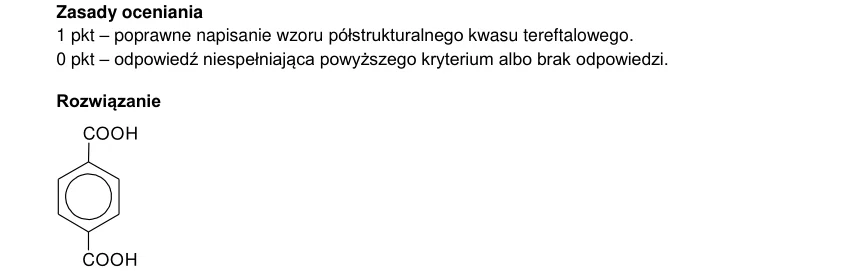 Zasady oceniania
1 pkt – poprawne napisanie wzoru półstrukturalnego kwasu tereftalowego.
0 pkt – odpowiedź niespełniająca powyższego kryterium albo brak odpowiedzi.
Rozwiązanie
COOH
COOH